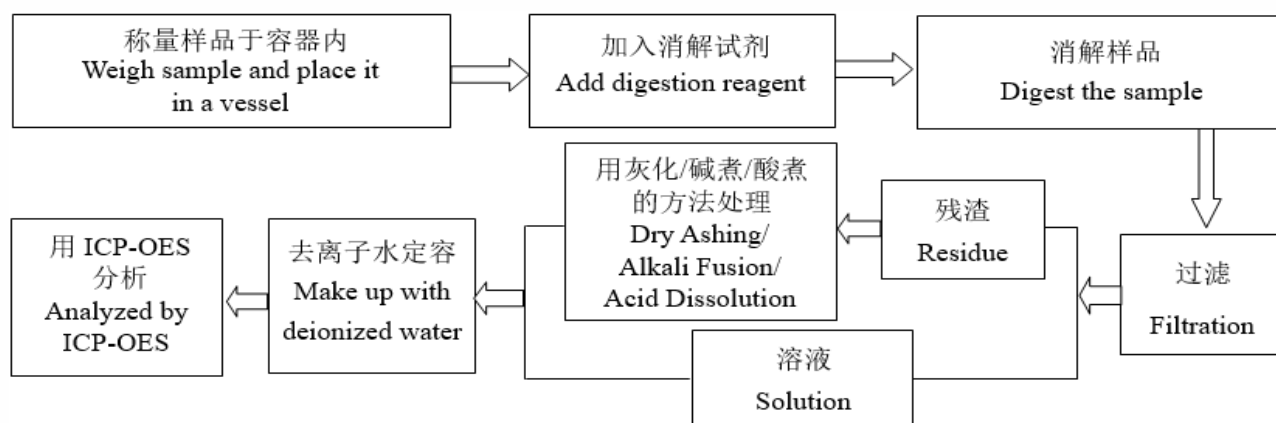 称量样品于容器内
Weigh sample and place it
in a vessel
加入消解试剂
Add digestion reagent
消解样品
Digest the sample
过滤
Filtration
残渣
Residue
用灰化/碱煮/酸煮
的方法处理
Dry Ashing/
Alkali Fusion/
Acid Dissolution
溶液
Solution
去离子水定容
Make up with
deionized water
用 ICP-OES
分析
Analyzed by
ICP-OES